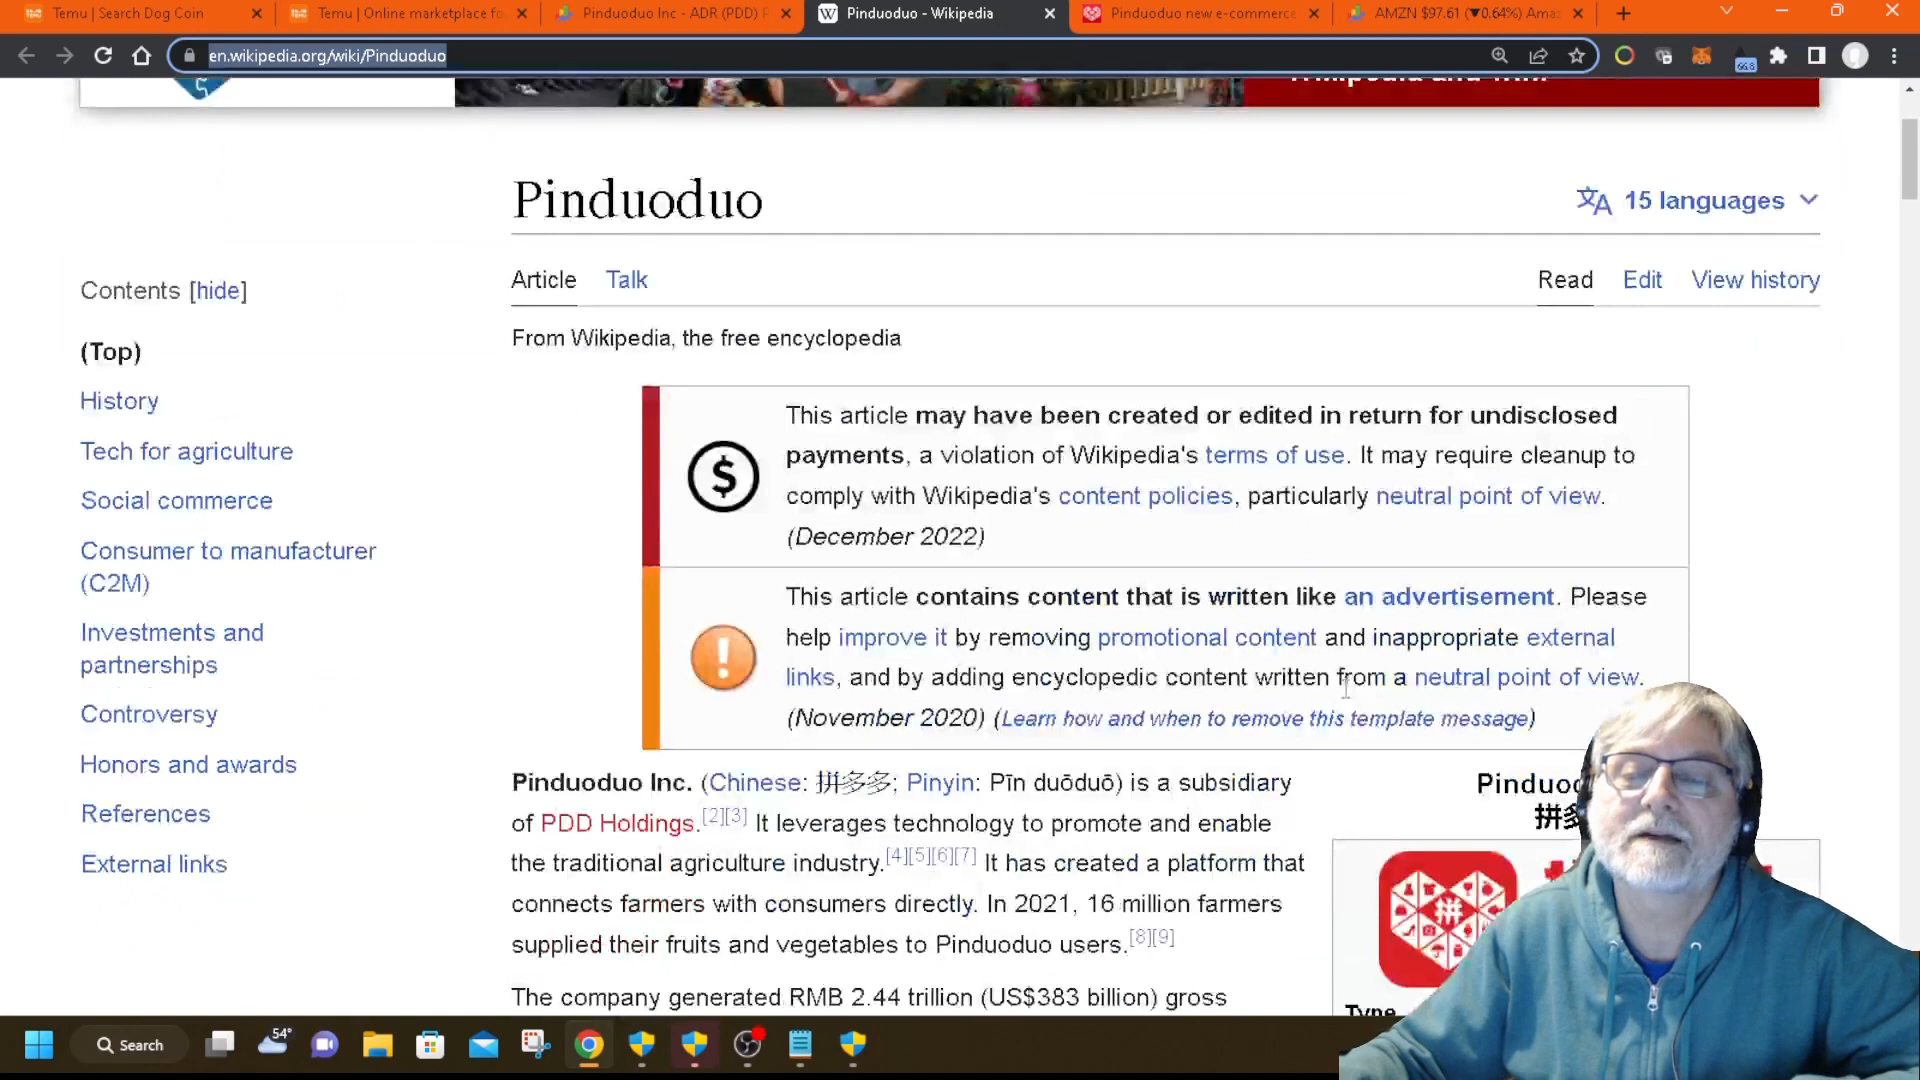 Temu | Search Dog Coin
Temu | Online marketplace fo
Pinduoduo Inc - ADR (PDD)
Pinduoduo - Wikipedia
Pinduoduo new e-commerce
AMZN $97.61 (▼0.64%) Amaz
en.wikipedia.org/wiki/Pinduoduo
66.8
Pinduoduo
15 languages
Article Talk
Read Edit View history
Contents [hide]
From Wikipedia, the free encyclopedia
(Top)
History
Tech for agriculture
Social commerce
Consumer to manufacturer
(C2M)
Investments and
partnerships
Controversy
Honors and awards
References
External links
This article may have been created or edited in return for undisclosed
payments, a violation of Wikipedia's terms of use. It may require cleanup to
comply with Wikipedia's content policies, particularly neutral point of view.
(December 2022)
This article contains content that is written like an advertisement. Please
help improve it by removing promotional content and inappropriate external
links, and by adding encyclopedic content written from a neutral point of view.
(November 2020) (Learn how and when to remove this template message)
Pinduoduo Inc. (Chinese: 拼多多; Pinyin: Pīn duōduō) is a subsidiary
of PDD Holdings.[2][3] It leverages technology to promote and enable
the traditional agriculture industry.[4][5][6][7] It has created a platform that
connects farmers with consumers directly. In 2021, 16 million farmers
supplied their fruits and vegetables to Pinduoduo users.[8][9]
The company generated RMB 2.44 trillion (US$383 billion) gross
Pinduo
拼多
拼
Type
54°
Search